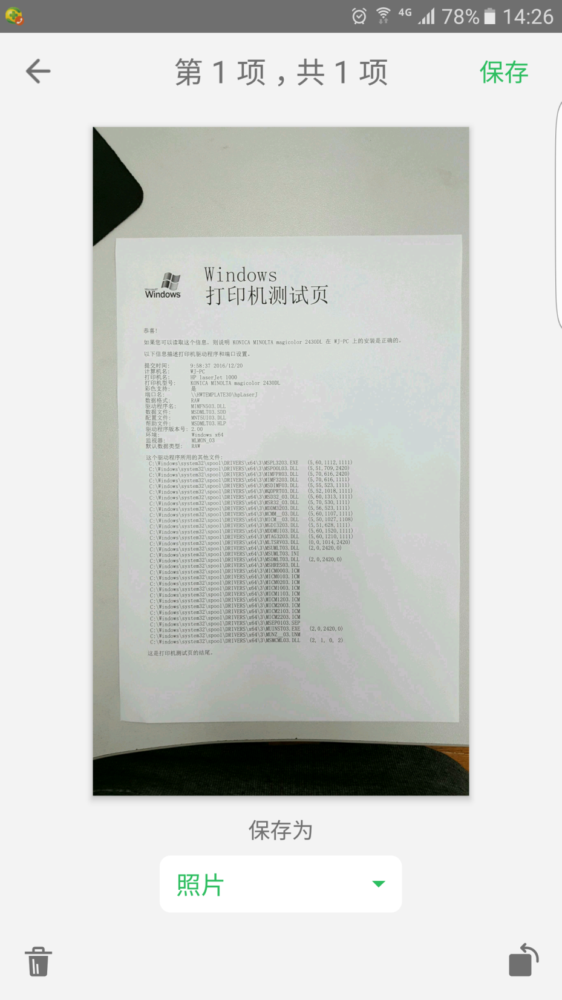 4G 78% 14:26
第 1 项，共 1 项
保存
Microsoft
Windows
Windows
打印机测试页
恭喜！
如果您可以读取这个信息，则说明 KONICA MINOLTA magicolor 2430DL 在 WJ-PC 上的安装是正确的。
以下信息描述打印机驱动程序和端口设置。
提交时间: 9:58:37 2016/12/20
计算机名: WJ-PC
打印机名: HP laserJet 1000
打印机型号: KONICA MINOLTA magicolor 2430DL
彩色支持: 是
端口名: \\HWTEMPLATE30\hpLaserJ
数据格式: RAW
驱动程序名: MIMFN503.DLL
数据文件: MSDMLT03.SDD
配置文件: MNT5UI03.DLL
帮助文件: MSDMLT03.HLP
驱动程序版本号: 2.00
环境: Windows x64
监视器: MLMON_03
默认数据类型: RAW
这个驱动程序所用的其他文件:
C:\Windows\system32\spool\DRIVERS\x64\3\MSPL3203.EXE (5,60,1112,1111)
C:\Windows\system32\spool\DRIVERS\x64\3\MSPOOL03.DLL (5,51,709,2420)
C:\Windows\system32\spool\DRIVERS\x64\3\MIMFPR03.DLL (5,70,616,2420)
C:\Windows\system32\spool\DRIVERS\x64\3\MIMF3203.DLL (5,70,616,1111)
C:\Windows\system32\spool\DRIVERS\x64\3\MSDIMF03.DLL (5,55,523,1111)
C:\Windows\system32\spool\DRIVERS\x64\3\MQDPRT03.DLL (5,52,1018,1111)
C:\Windows\system32\spool\DRIVERS\x64\3\MSD32_03.DLL (5,60,1313,1111)
C:\Windows\system32\spool\DRIVERS\x64\3\MSR32_03.DLL (5,70,530,1111)
C:\Windows\system32\spool\DRIVERS\x64\3\MDDM3203.DLL (5,56,523,1111)
C:\Windows\system32\spool\DRIVERS\x64\3\MCMM__03.DLL (5,60,1107,1111)
C:\Windows\system32\spool\DRIVERS\x64\3\MICM__03.DLL (5,50,1027,1108)
C:\Windows\system32\spool\DRIVERS\x64\3\MGDI3203.DLL (5,51,628,1111)
C:\Windows\system32\spool\DRIVERS\x64\3\MDDMUI03.DLL (5,60,1520,1111)
C:\Windows\system32\spool\DRIVERS\x64\3\MTAG3203.DLL (5,60,1210,1111)
C:\Windows\system32\spool\DRIVERS\x64\3\MLTSRV03.DLL (0,0,1014,2420)
C:\Windows\system32\spool\DRIVERS\x64\3\MSUMLT03.DLL (2,0,2420,0)
C:\Windows\system32\spool\DRIVERS\x64\3\MSUMLT03.INI
C:\Windows\system32\spool\DRIVERS\x64\3\MSDMLT03.DLL (2,0,2420,0)
C:\Windows\system32\spool\DRIVERS\x64\3\MSHRES03.DLL
C:\Windows\system32\spool\DRIVERS\x64\3\MICM0003.ICM
C:\Windows\system32\spool\DRIVERS\x64\3\MICM0103.ICM
C:\Windows\system32\spool\DRIVERS\x64\3\MICM0203.ICM
C:\Windows\system32\spool\DRIVERS\x64\3\MICM1003.ICM
C:\Windows\system32\spool\DRIVERS\x64\3\MICM1103.ICM
C:\Windows\system32\spool\DRIVERS\x64\3\MICM1203.ICM
C:\Windows\system32\spool\DRIVERS\x64\3\MICM2003.ICM
C:\Windows\system32\spool\DRIVERS\x64\3\MICM2103.ICM
C:\Windows\system32\spool\DRIVERS\x64\3\MICM2203.ICM
C:\Windows\system32\spool\DRIVERS\x64\3\MSEP0103.SEP
C:\Windows\system32\spool\DRIVERS\x64\3\MUINST03.EXE (2,0,2420,0)
C:\Windows\system32\spool\DRIVERS\x64\3\MUNZ__03.UNM
C:\Windows\system32\spool\DRIVERS\x64\3\MSMCML03.DLL (2, 1, 0, 2)
这是打印机测试页的结尾。
保存为
照片